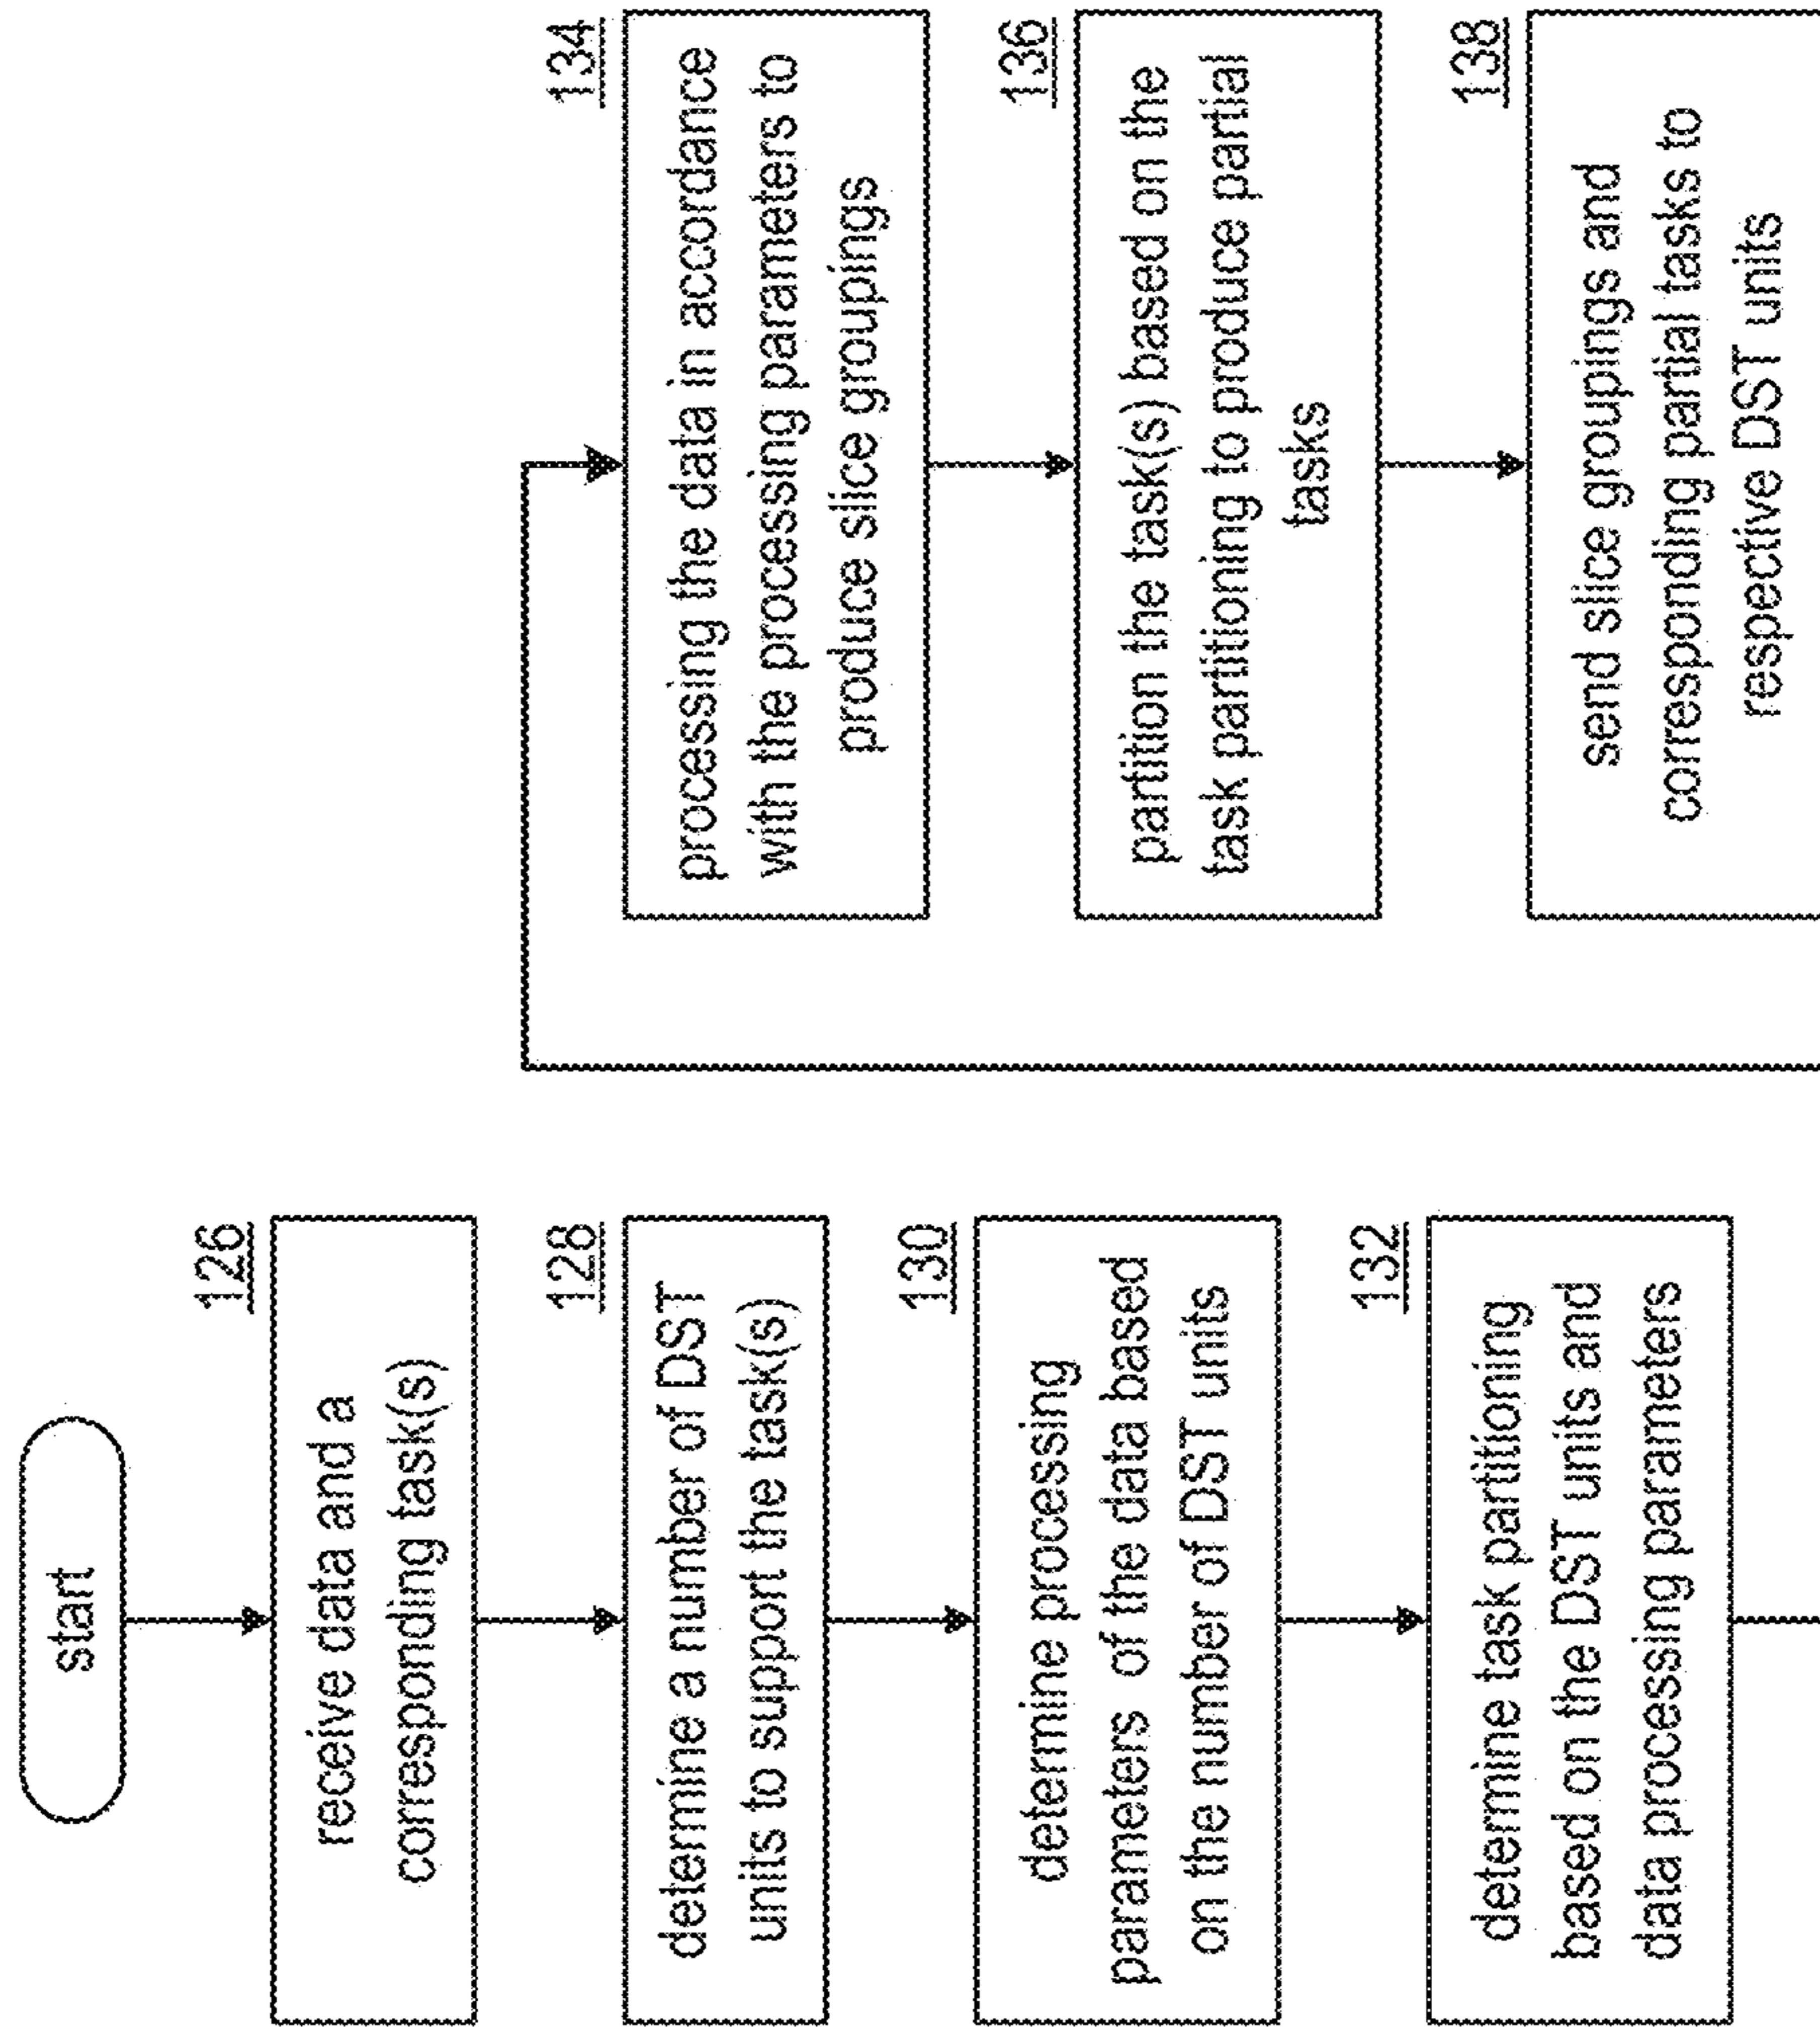 start
126
receive data and a
corresponding task(s)
128
determine a number of DST
units to support the task(s)
130
determine processing
parameters of the data based
on the number of DST units
132
determine task partitioning
based on the DST units and
data processing parameters
134
processing the data in accordance
with the processing parameters to
produce slice groupings
136
partition the task(s) based on the
task partitioning to produce partial
tasks
138
send slice groupings and
corresponding partial tasks to
respective DST units